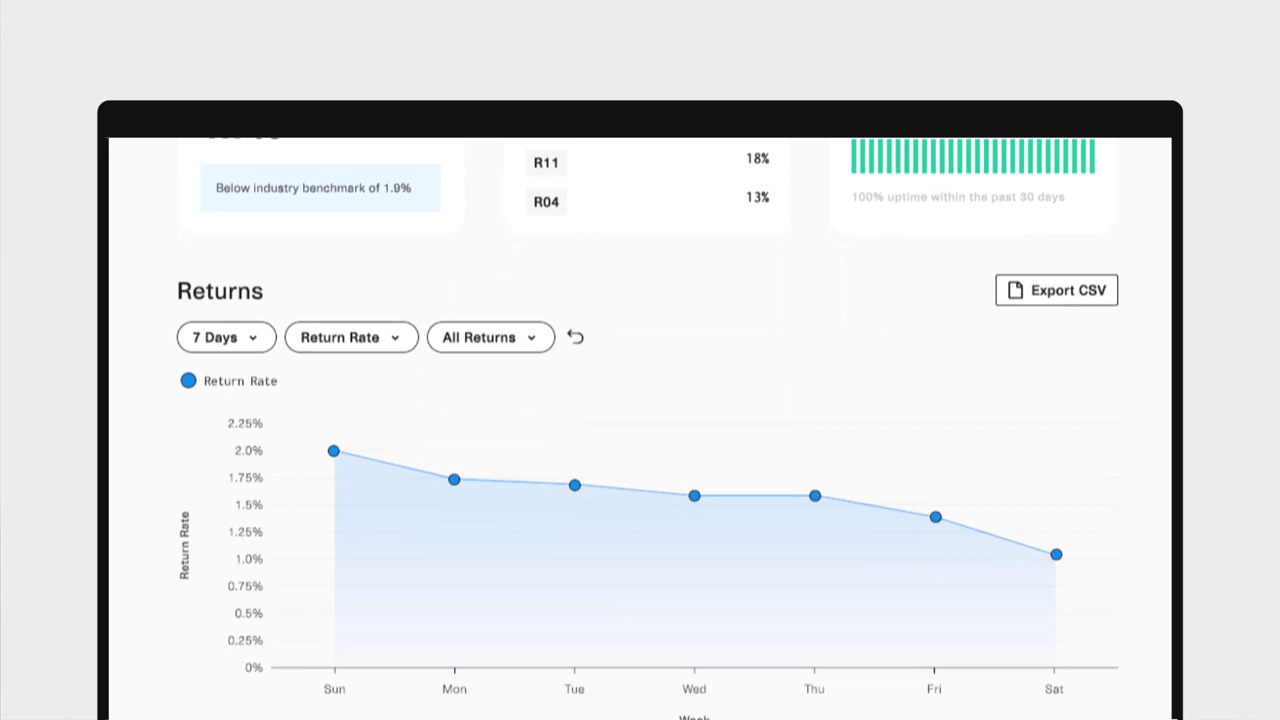 R11 18%
Below industry benchmark of 1.9%
R04 13%
100% uptime within the past 30 days
Returns
Export CSV
7 Days
Return Rate
All Returns
Return Rate
2.25%
2.0%
1.75%
1.5%
1.25%
1.0%
0.75%
0.5%
0.25%
0%
Return Rate
Sun Mon Tue Wed Thu Fri Sat
Week